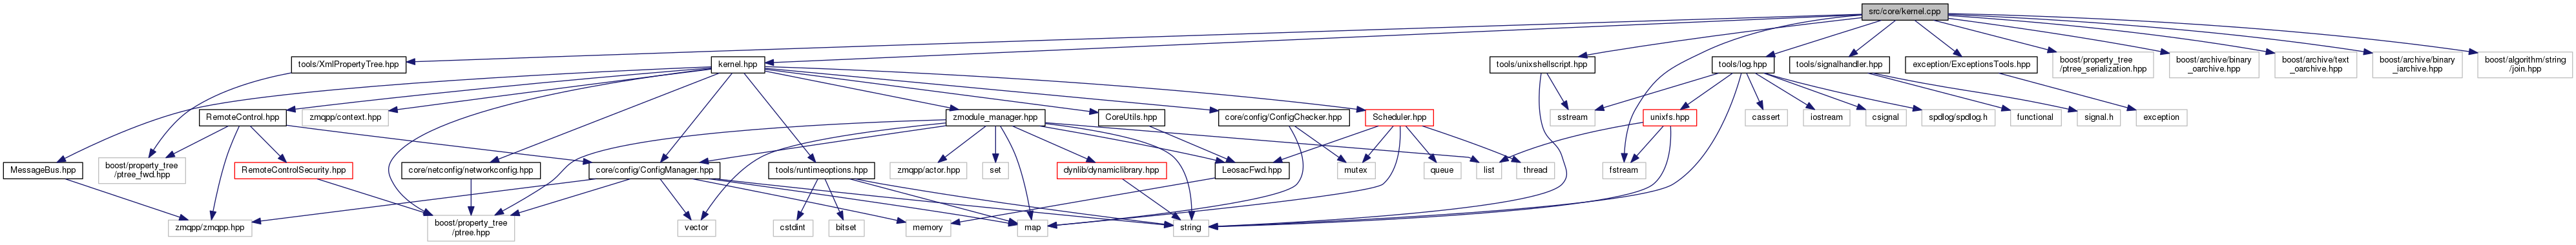 src/core/kernel.cpp
tools/XmlPropertyTree.hpp
kernel.hpp
tools/unixshellscript.hpp
tools/log.hpp
tools/signalhandler.hpp
exception/ExceptionsTools.hpp
boost/property_tree
/ptree_serialization.hpp
boost/archive/binary
_oarchive.hpp
boost/archive/text
_oarchive.hpp
boost/archive/binary
_iarchive.hpp
boost/algorithm/string
/join.hpp
RemoteControl.hpp
zmqpp/context.hpp
zmodule_manager.hpp
CoreUtils.hpp
core/config/ConfigChecker.hpp
Scheduler.hpp
sstream
unixfs.hpp
cassert
iostream
csignal
spdlog/spdlog.h
functional
signal.h
exception
MessageBus.hpp
boost/property_tree
/ptree_fwd.hpp
RemoteControlSecurity.hpp
core/netconfig/networkconfig.hpp
core/config/ConfigManager.hpp
tools/runtimeoptions.hpp
zmqpp/actor.hpp
set
dynlib/dynamiclibrary.hpp
LeosacFwd.hpp
mutex
queue
list
thread
fstream
zmqpp/zmqpp.hpp
boost/property_tree
/ptree.hpp
vector
cstdint
bitset
memory
map
string